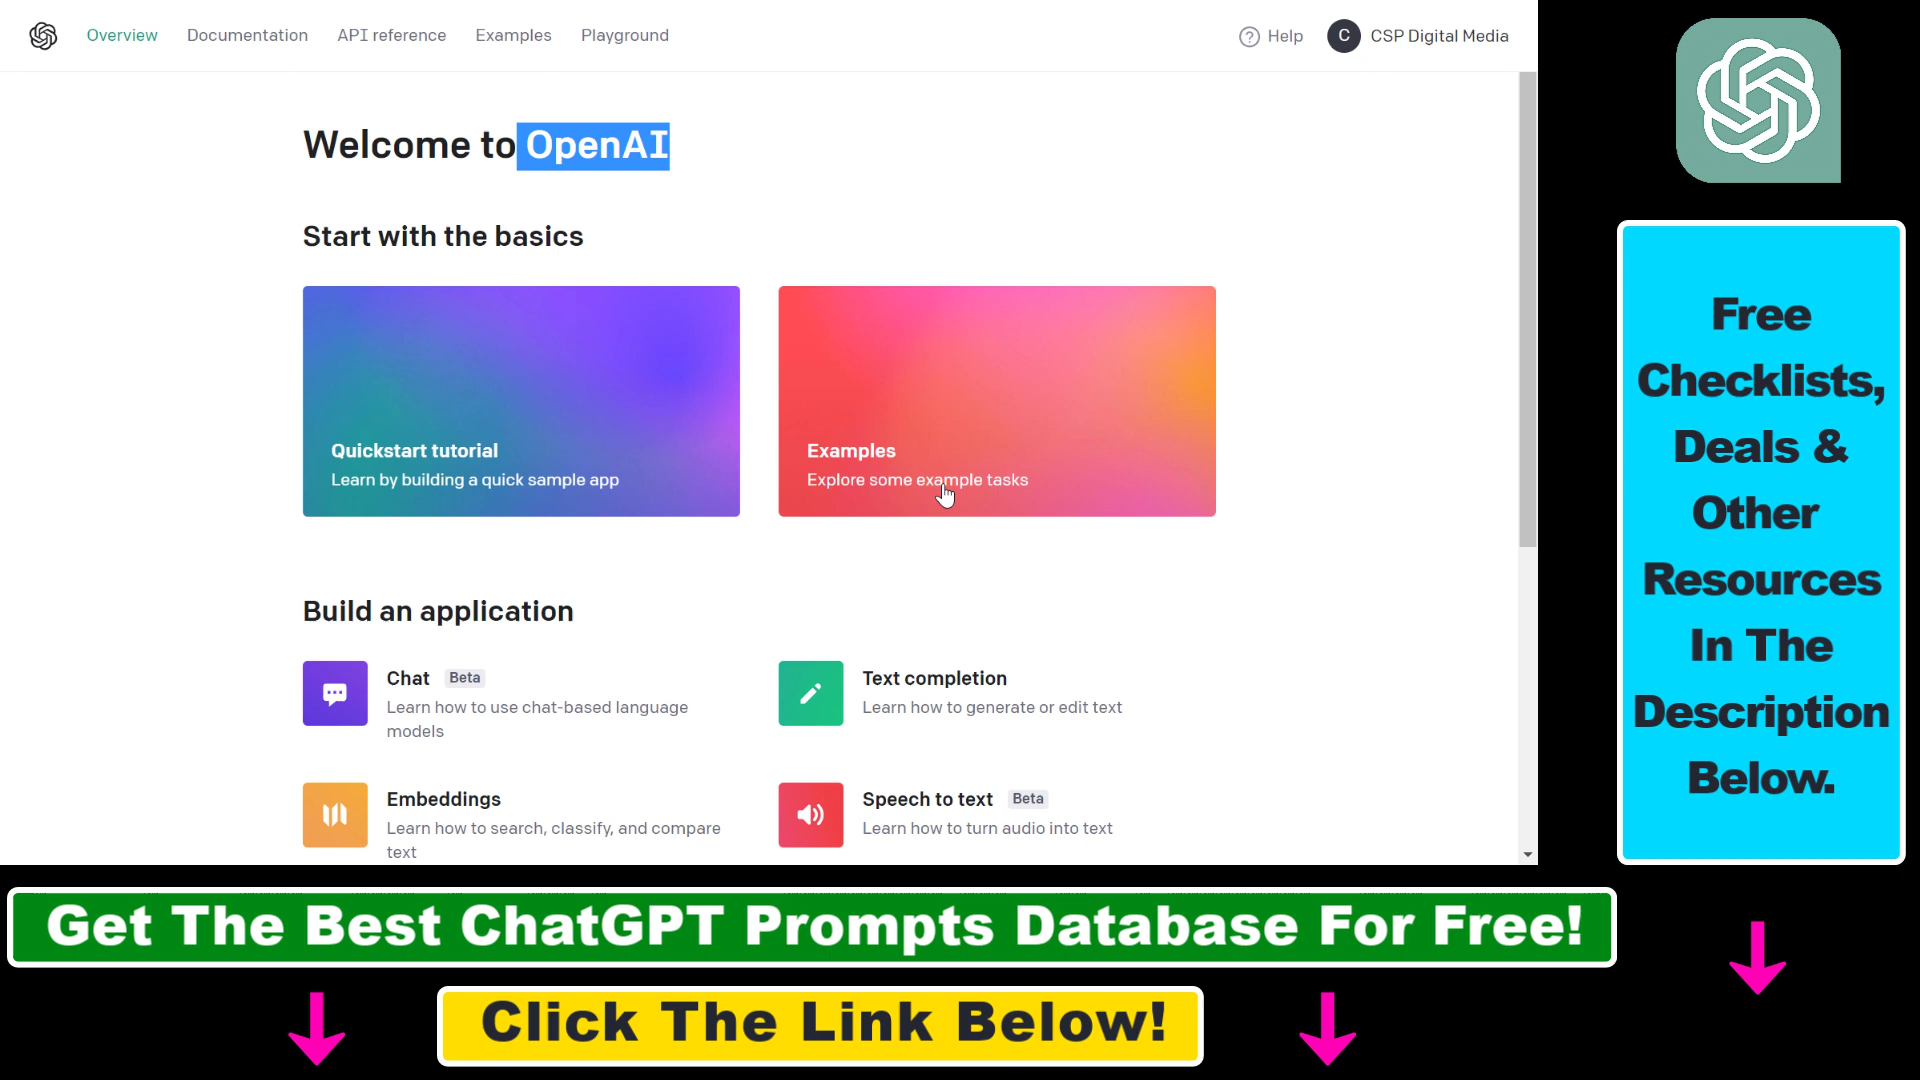 Overview Documentation API reference Examples Playground Help C CSP Digital Media
Welcome to OpenAI
Start with the basics
Quickstart tutorial
Learn by building a quick sample app
Examples
Explore some example tasks
Build an application
Chat Beta
Learn how to use chat-based language
models
Text completion
Learn how to generate or edit text
Embeddings
Learn how to search, classify, and compare
text
Speech to text Beta
Learn how to turn audio into text
Free
Checklists,
Deals &
Other
Resources
In The
Description
Below.
Get The Best ChatGPT Prompts Database For Free!
Click The Link Below!